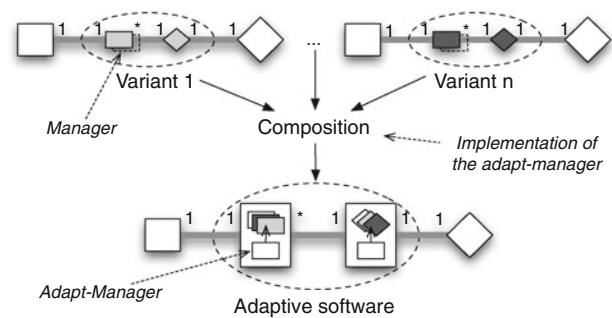 1 1 * 1 1 1 ... 1 1 * 1 1 1
Variant 1 Variant n
Manager Composition Implementation of
the adapt-manager
1 1 * 1 1 1
Adapt-Manager
Adaptive software